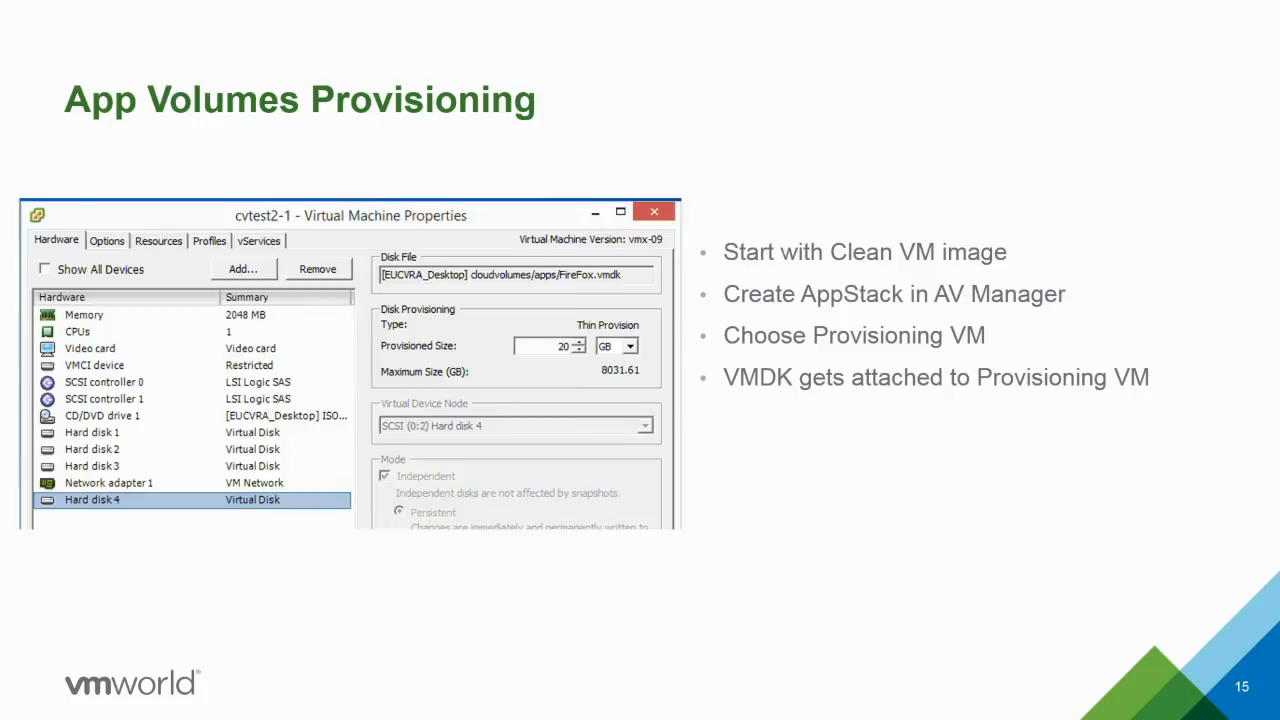 App Volumes Provisioning
cvtest2-1 - Virtual Machine Properties
Hardware Options Resources Profiles vServices Virtual Machine Version: vmx-09
Show All Devices Add... Remove
Hardware Summary
Memory 2048 MB
CPUs 1
Video card Video card
VMCI device Restricted
SCSI controller 0 LSI Logic SAS
SCSI controller 1 LSI Logic SAS
CD/DVD drive 1 [EUCVRA_Desktop] ISO...
Hard disk 1 Virtual Disk
Hard disk 2 Virtual Disk
Hard disk 3 Virtual Disk
Network adapter 1 VM Network
Hard disk 4 Virtual Disk
Disk File
[EUCVRA_Desktop] cloudvolumes/apps/FireFox.vmdk
Disk Provisioning
Type: Thin Provision
Provisioned Size: 20 GB
Maximum Size (GB): 8031.61
Virtual Device Node
SCSI (0:2) Hard disk 4
Mode
Independent
Independent disks are not affected by snapshots.
Persistent
Changes are immediately and permanently written to
• Start with Clean VM image
• Create AppStack in AV Manager
• Choose Provisioning VM
• VMDK gets attached to Provisioning VM
vmworld®
15